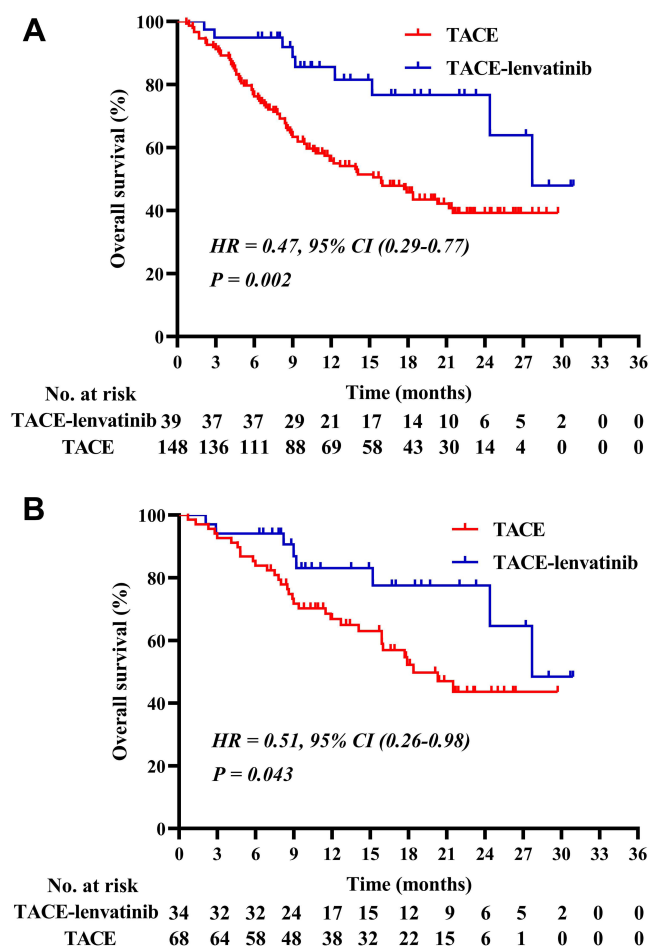 A
100
80
60
40
20
0
Overall survival (%)
TACE
TACE-lenvatinib
HR = 0.47, 95% CI (0.29-0.77)
P = 0.002
0 3 6 9 12 15 18 21 24 27 30 33 36
Time (months)
No. at risk
TACE-lenvatinib 39 37 37 29 21 17 14 10 6 5 2 0 0
TACE 148 136 111 88 69 58 43 30 14 4 0 0 0
B
100
80
60
40
20
0
Overall survival (%)
TACE
TACE-lenvatinib
HR = 0.51, 95% CI (0.26-0.98)
P = 0.043
0 3 6 9 12 15 18 21 24 27 30 33 36
Time (months)
No. at risk
TACE-lenvatinib 34 32 32 24 17 15 12 9 6 5 2 0 0
TACE 68 64 58 48 38 32 22 15 6 1 0 0 0